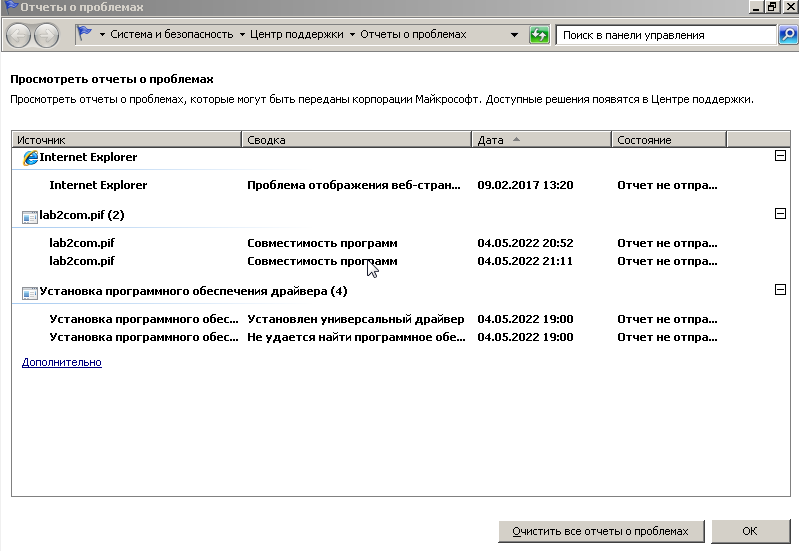 Отчеты о проблемах
Система и безопасность Центр поддержки Отчеты о проблемах Поиск в панели управления
Просмотреть отчеты о проблемах
Просмотреть отчеты о проблемах, которые могут быть переданы корпорации Майкрософт. Доступные решения появятся в Центре поддержки.
Источник Сводка Дата Состояние
Internet Explorer
Internet Explorer Проблема отображения веб-стран... 09.02.2017 13:20 Отчет не отпра...
lab2com.pif (2)
lab2com.pif Совместимость программ 04.05.2022 20:52 Отчет не отпра...
lab2com.pif Совместимость программ 04.05.2022 21:11 Отчет не отпра...
Установка программного обеспечения драйвера (4)
Установка программного обес... Установлен универсальный драйвер 04.05.2022 19:00 Отчет не отпра...
Установка программного обес... Не удается найти программное обе... 04.05.2022 19:00 Отчет не отпра...
Дополнительно
Очистить все отчеты о проблемах OK